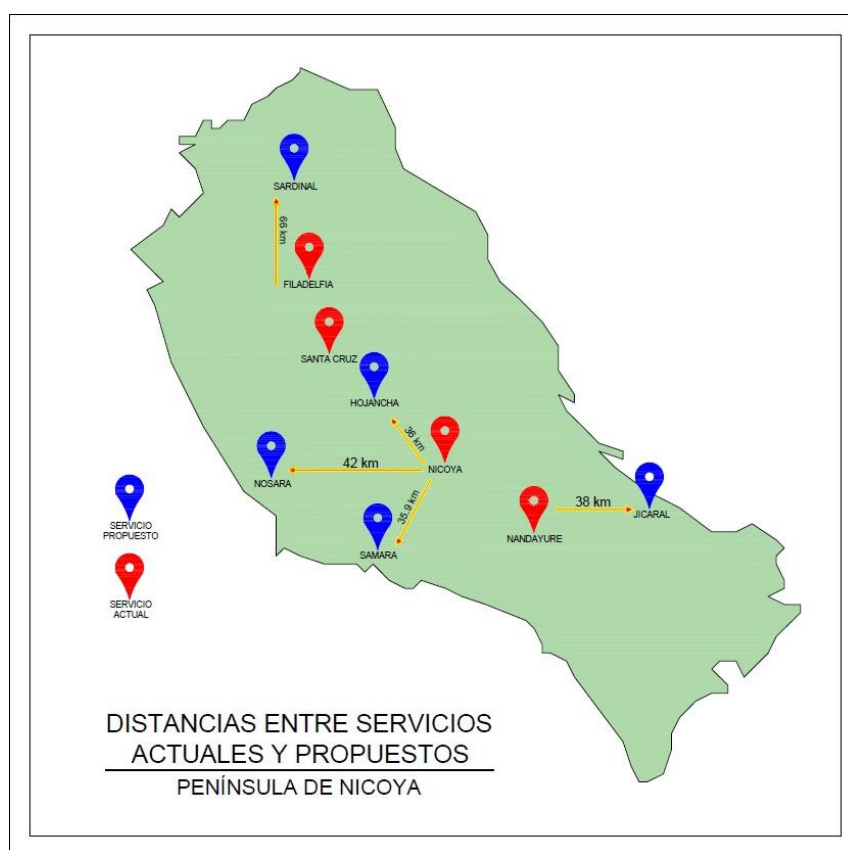 SARDINAL
66 km
FILADELFIA
SANTA CRUZ
HOJANCHA
36 km
NICOYA
42 km
NOSARA
35.9 km
SAMARA
38 km
JICARAL
NANDAYURE
SERVICIO
PROPUESTO
SERVICIO
ACTUAL
DISTANCIAS ENTRE SERVICIOS
ACTUALES Y PROPUESTOS
PENÍNSULA DE NICOYA